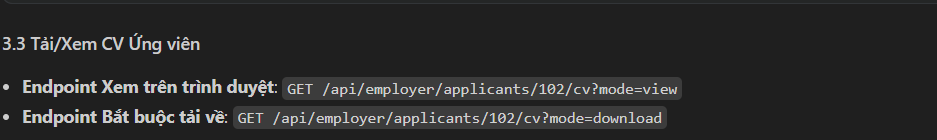 3.3 Tải/Xem CV Ứng viên
• Endpoint Xem trên trình duyệt: GET /api/employer/applicants/102/cv?mode=view
• Endpoint Bắt buộc tải về: GET /api/employer/applicants/102/cv?mode=download